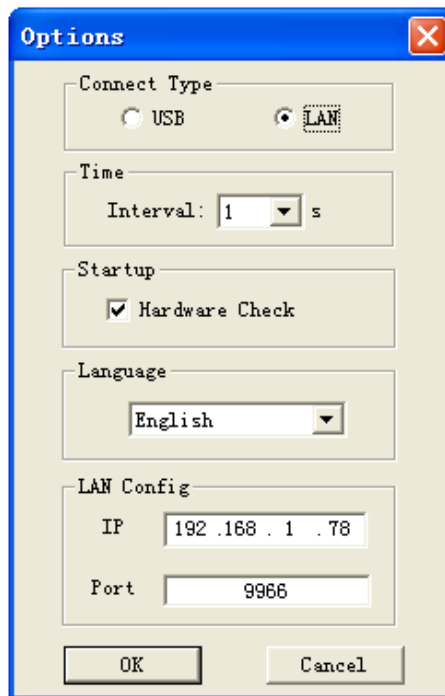 Options
Connect Type
USB LAN
Time
Interval: 1 s
Startup
Hardware Check
Language
English
LAN Config
IP 192 .168 . 1 .78
Port 9966
OK Cancel